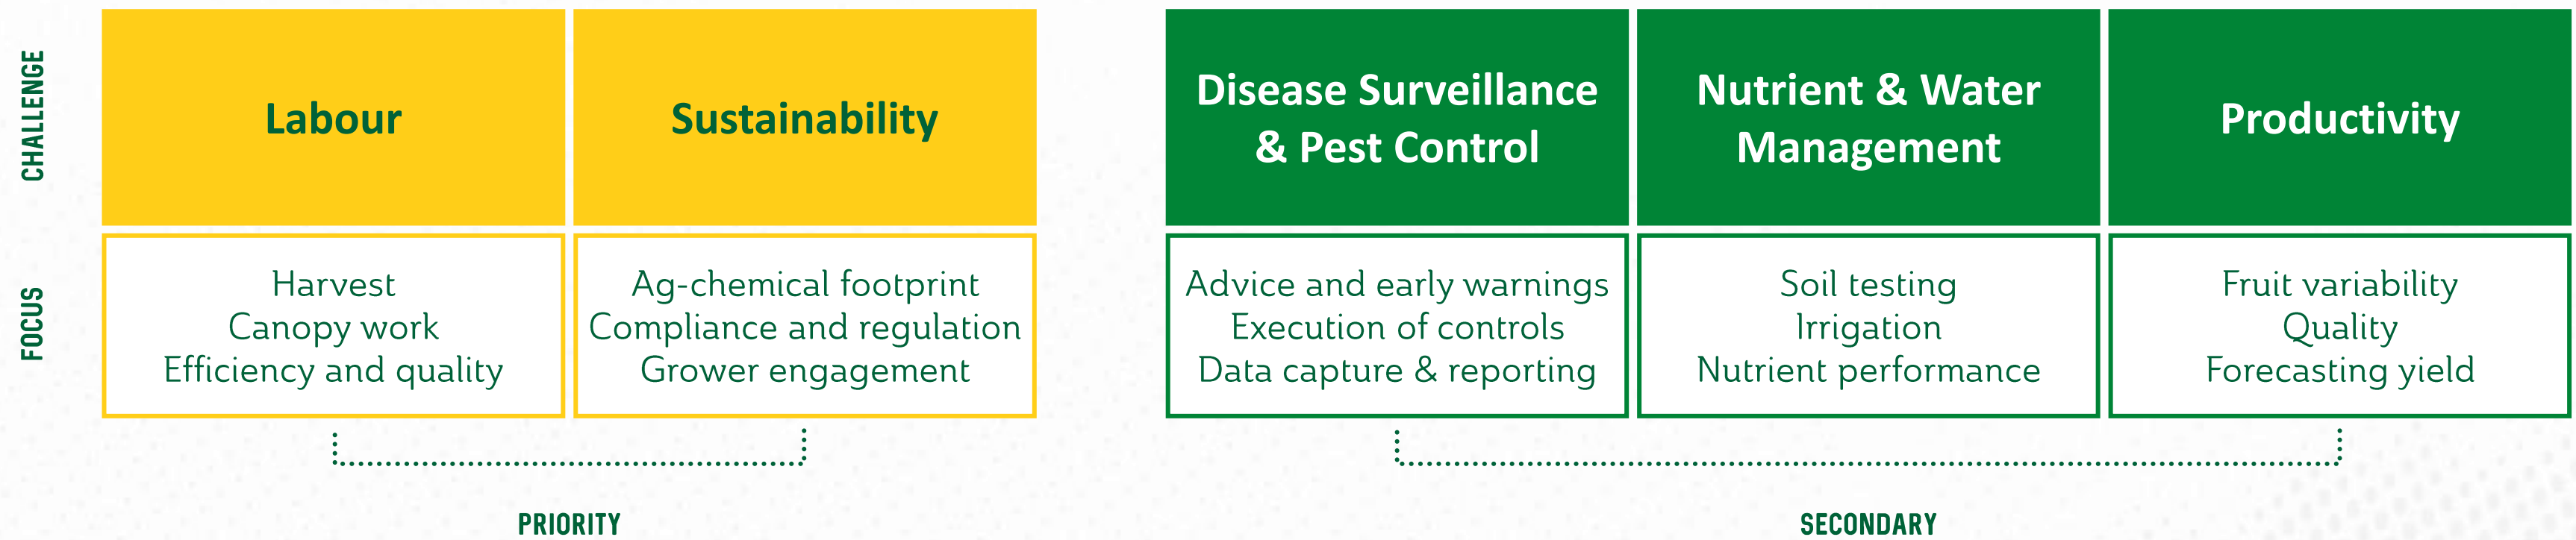 CHALLENGE
Labour
Sustainability
Disease Surveillance
& Pest Control
Nutrient & Water
Management
Productivity
FOCUS
Harvest
Canopy work
Efficiency and quality
Ag-chemical footprint
Compliance and regulation
Grower engagement
Advice and early warnings
Execution of controls
Data capture & reporting
Soil testing
Irrigation
Nutrient performance
Fruit variability
Quality
Forecasting yield
PRIORITY
SECONDARY